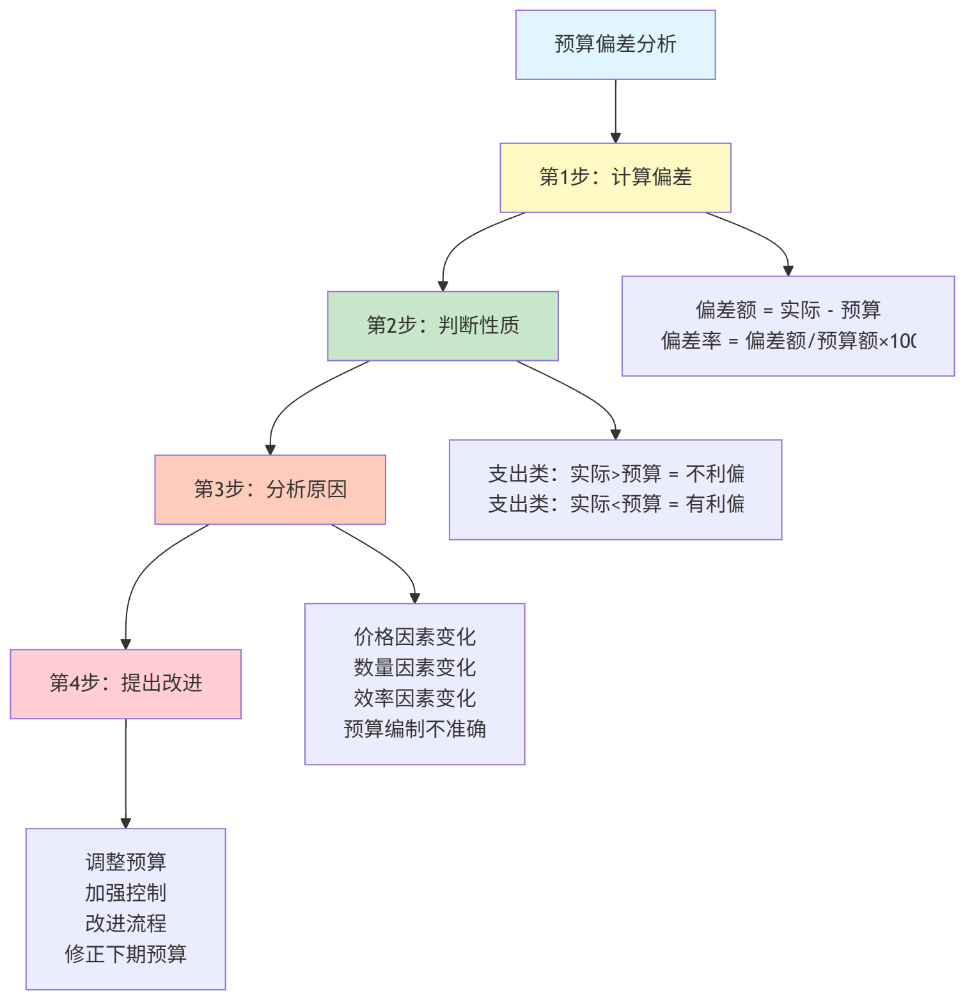 预算偏差分析
第1步：计算偏差
偏差额 = 实际 - 预算
偏差率 = 偏差额/预算额×100
第2步：判断性质
支出类：实际>预算 = 不利偏
支出类：实际<预算 = 有利偏
第3步：分析原因
价格因素变化
数量因素变化
效率因素变化
预算编制不准确
第4步：提出改进
调整预算
加强控制
改进流程
修正下期预算